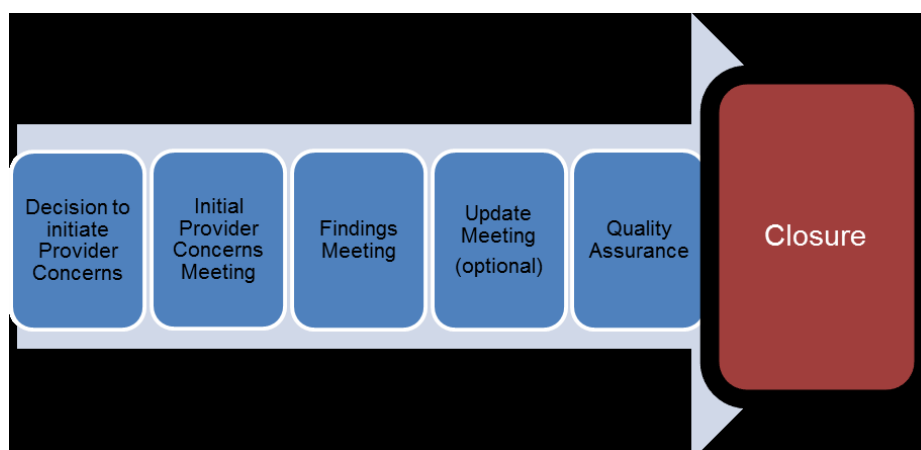 Decision to
initiate
Provider
Concerns
Initial
Provider
Concerns
Meeting
Findings
Meeting
Update
Meeting
(optional)
Quality
Assurance
Closure